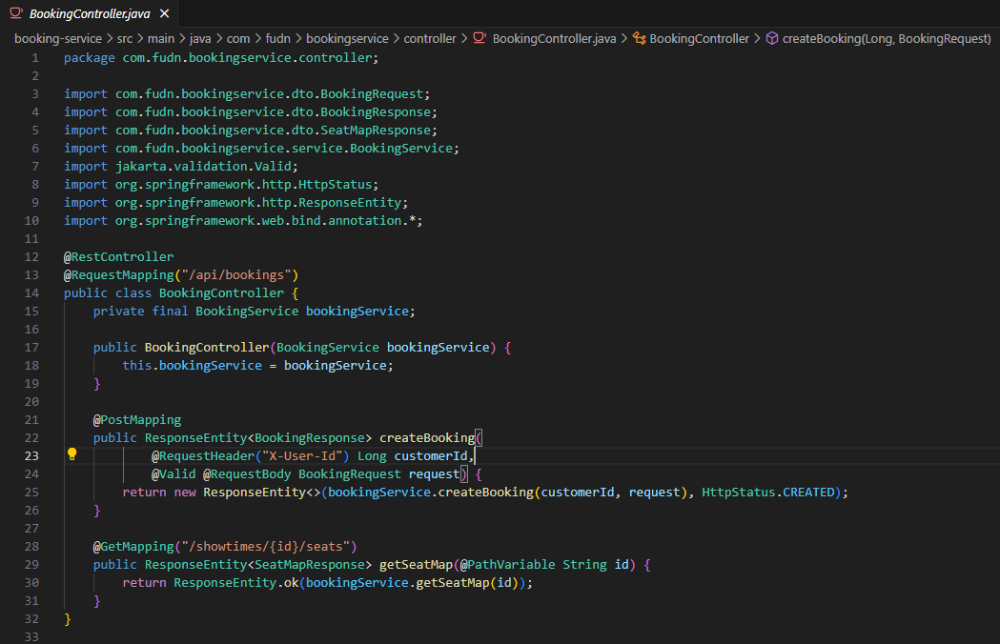 BookingController.java ×
booking-service > src > main > java > com > fudn > bookingservice > controller > BookingController.java > BookingController > createBooking(Long, BookingRequest)
1 package com.fudn.bookingservice.controller;
2
3 import com.fudn.bookingservice.dto.BookingRequest;
4 import com.fudn.bookingservice.dto.BookingResponse;
5 import com.fudn.bookingservice.dto.SeatMapResponse;
6 import com.fudn.bookingservice.service.BookingService;
7 import jakarta.validation.Valid;
8 import org.springframework.http.HttpStatus;
9 import org.springframework.http.ResponseEntity;
10 import org.springframework.web.bind.annotation.*;
11
12 @RestController
13 @RequestMapping("/api/bookings")
14 public class BookingController {
15     private final BookingService bookingService;
16
17     public BookingController(BookingService bookingService) {
18         this.bookingService = bookingService;
19     }
20
21     @PostMapping
22     public ResponseEntity<BookingResponse> createBooking(
23             @RequestHeader("X-User-Id") Long customerId,
24             @Valid @RequestBody BookingRequest request) {
25         return new ResponseEntity<>(bookingService.createBooking(customerId, request), HttpStatus.CREATED);
26     }
27
28     @GetMapping("/showtimes/{id}/seats")
29     public ResponseEntity<SeatMapResponse> getSeatMap(@PathVariable String id) {
30         return ResponseEntity.ok(bookingService.getSeatMap(id));
31     }
32 }
33